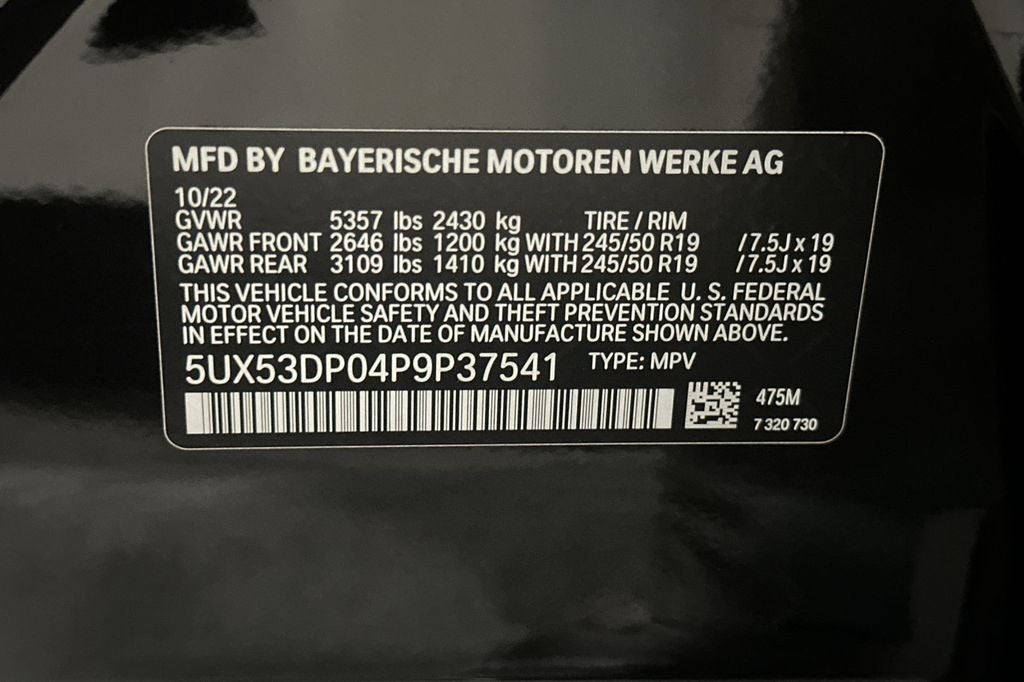 MFD BY BAYERISCHE MOTOREN WERKE AG
10/22
GVWR 5357 lbs 2430 kg TIRE / RIM
GAWR FRONT 2646 lbs 1200 kg WITH 245/50 R19 / 7.5J x 19
GAWR REAR 3109 lbs 1410 kg WITH 245/50 R19 / 7.5J x 19
THIS VEHICLE CONFORMS TO ALL APPLICABLE U. S. FEDERAL
MOTOR VEHICLE SAFETY AND THEFT PREVENTION STANDARDS
IN EFFECT ON THE DATE OF MANUFACTURE SHOWN ABOVE.
5UX53DP04P9P37541 TYPE: MPV
475M
7 320 730